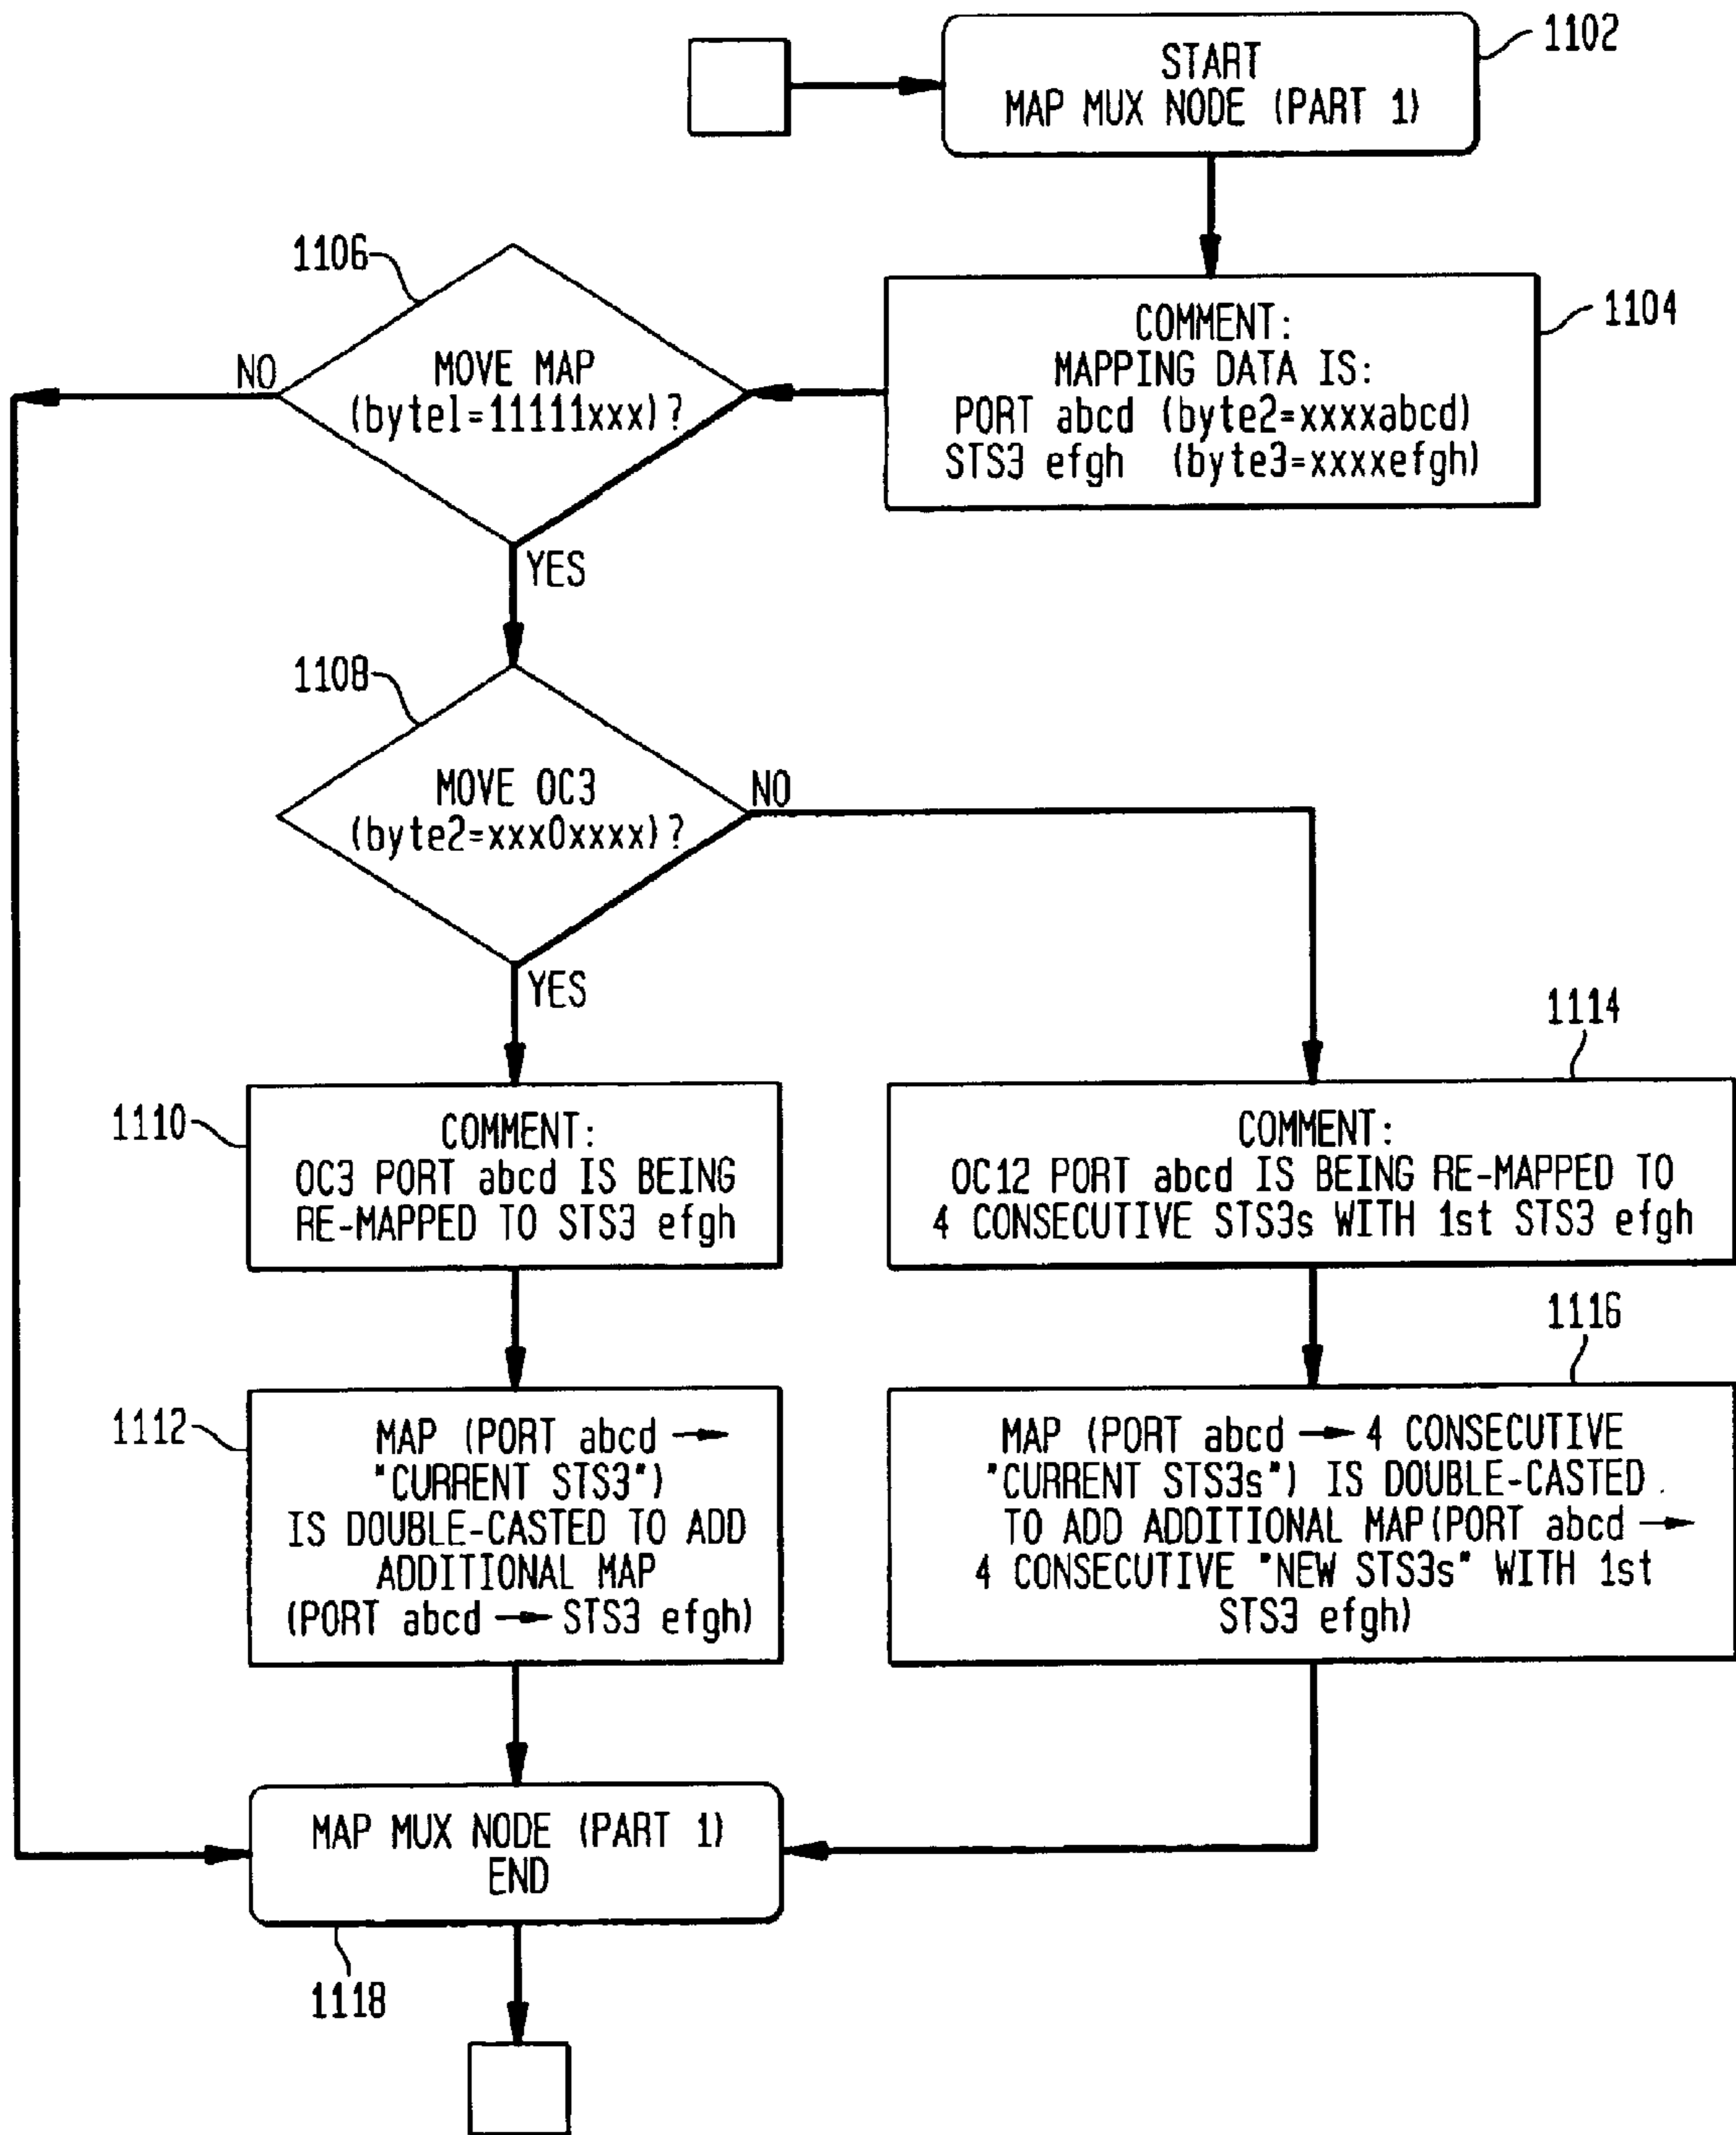 1102
START
MAP MUX NODE (PART 1)
1104
COMMENT:
MAPPING DATA IS:
PORT abcd (byte2=xxxxabcd)
STS3 efgh (byte3=xxxxefgh)
1106
MOVE MAP
(byte1=11111xxx)?
NO
YES
1108
MOVE OC3
(byte2=xxx0xxxx)?
NO
YES
1110
COMMENT:
OC3 PORT abcd IS BEING
RE-MAPPED TO STS3 efgh
1114
COMMENT:
OC12 PORT abcd IS BEING RE-MAPPED TO
4 CONSECUTIVE STS3s WITH 1st STS3 efgh
1112
MAP (PORT abcd →
"CURRENT STS3")
IS DOUBLE-CASTED TO ADD
ADDITIONAL MAP
(PORT abcd → STS3 efgh)
1116
MAP (PORT abcd → 4 CONSECUTIVE
"CURRENT STS3s") IS DOUBLE-CASTED
TO ADD ADDITIONAL MAP(PORT abcd →
4 CONSECUTIVE "NEW STS3s" WITH 1st
STS3 efgh)
MAP MUX NODE (PART 1)
END
1118